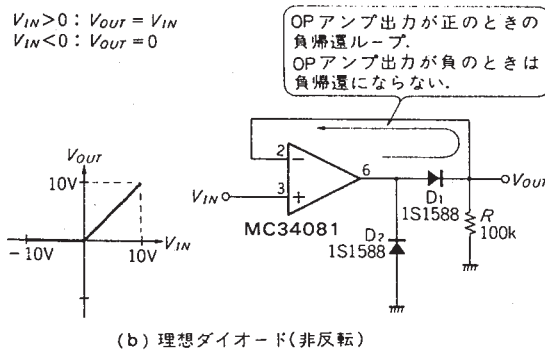 V_IN>0：V_OUT=V_IN
V_IN<0：V_OUT=0
OPアンプ出力が正のときの
負帰還ループ．
OPアンプ出力が負のときは
負帰還にならない．
V_OUT
10V
-10V
10V
V_IN
V_IN
2
−
3
+
6
MC34081
D1
1S1588
D2
1S1588
R
100k
V_OUT
(b) 理想ダイオード(非反転)